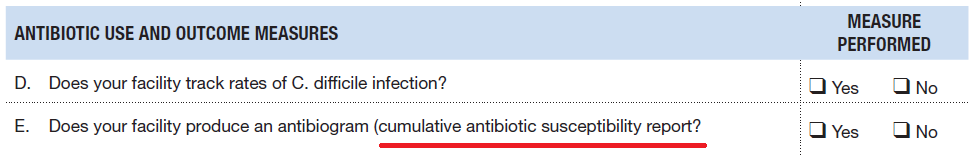 ANTIBIOTIC USE AND OUTCOME MEASURES
MEASURE
PERFORMED
D. Does your facility track rates of C. difficile infection?
❑ Yes ❑ No
E. Does your facility produce an antibiogram (cumulative antibiotic susceptibility report?
❑ Yes ❑ No